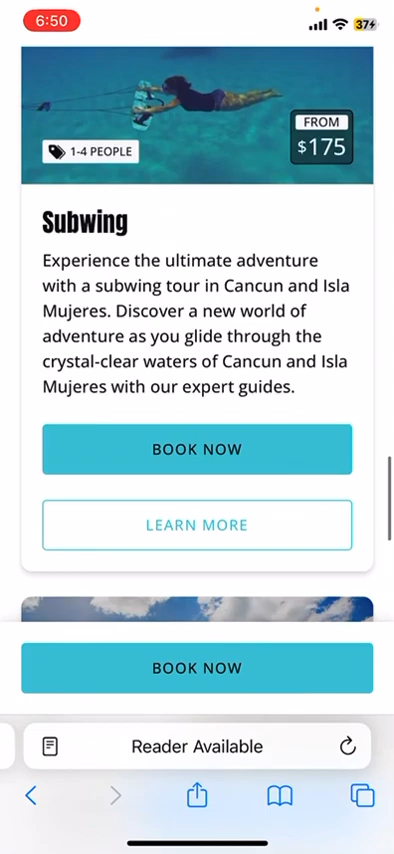 6:50
37
1-4 PEOPLE
FROM
$175
Subwing
Experience the ultimate adventure
with a subwing tour in Cancun and Isla
Mujeres. Discover a new world of
adventure as you glide through the
crystal-clear waters of Cancun and Isla
Mujeres with our expert guides.
BOOK NOW
LEARN MORE
BOOK NOW
Reader Available